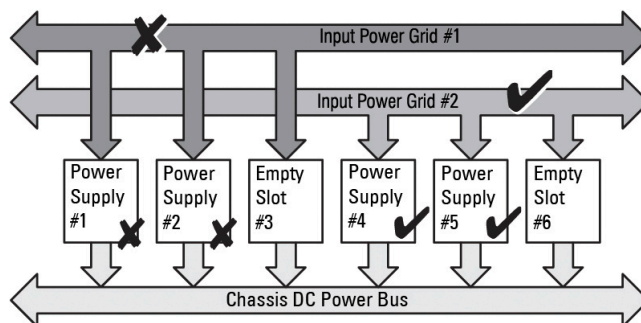 Input Power Grid #1
Input Power Grid #2
Power
Supply
#1
Power
Supply
#2
Empty
Slot
#3
Power
Supply
#4
Power
Supply
#5
Empty
Slot
#6
Chassis DC Power Bus